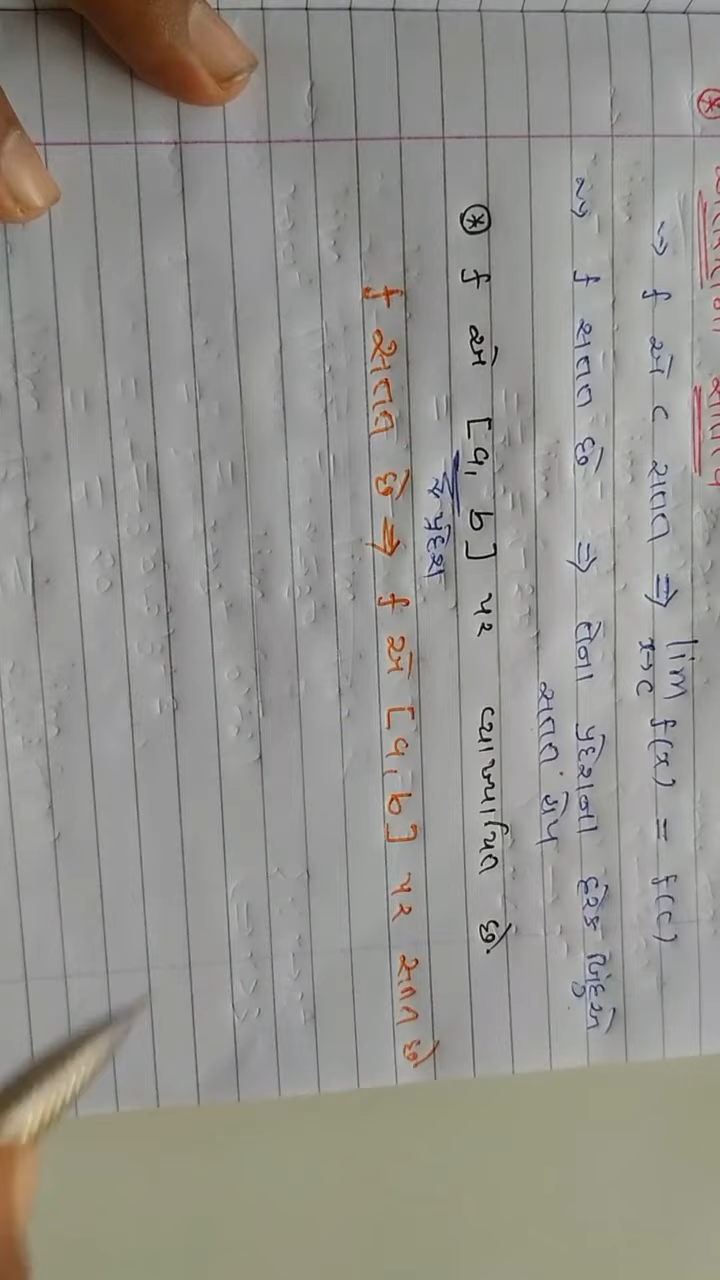 ⊛
→ f એ c સતત ⇒ lim x→c f(x) = f(c)
→ f સતત છે ⇒ તેના પ્રદેશના દરેક બિંદુએ
સતત હોય
⊛ f એ [a, b] પર વ્યાખ્યાયિત છે.
→ પ્રદેશ
f સતત છે → f એ [a, b] પર સતત છે